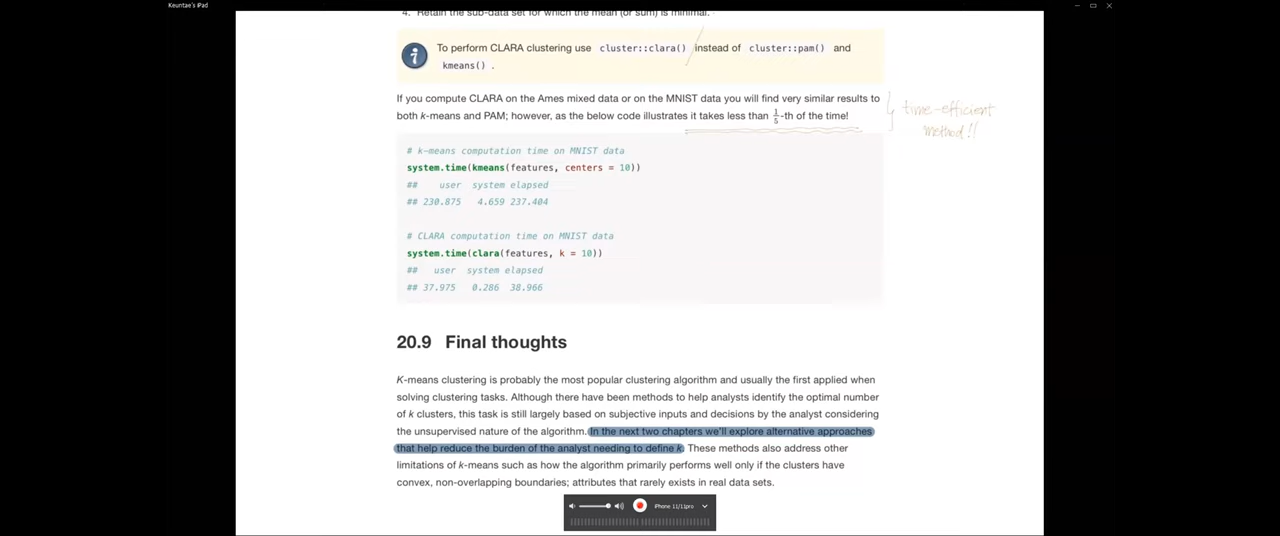 Keuntae's iPad
4. Retain the sub-data set for which the mean (or sum) is minimal.
To perform CLARA clustering use cluster::clara() instead of cluster::pam() and
kmeans() .
If you compute CLARA on the Ames mixed data or on the MNIST data you will find very similar results to
both k-means and PAM; however, as the below code illustrates it takes less than 1/5-th of the time!
time-efficient
method!!
# k-means computation time on MNIST data
system.time(kmeans(features, centers = 10))
## user system elapsed
## 230.875 4.659 237.404
# CLARA computation time on MNIST data
system.time(clara(features, k = 10))
## user system elapsed
## 37.975 0.286 38.966
20.9 Final thoughts
K-means clustering is probably the most popular clustering algorithm and usually the first applied when
solving clustering tasks. Although there have been methods to help analysts identify the optimal number
of k clusters, this task is still largely based on subjective inputs and decisions by the analyst considering
the unsupervised nature of the algorithm. In the next two chapters we'll explore alternative approaches
that help reduce the burden of the analyst needing to define k. These methods also address other
limitations of k-means such as how the algorithm primarily performs well only if the clusters have
convex, non-overlapping boundaries; attributes that rarely exists in real data sets.
iPhone 11/11pro